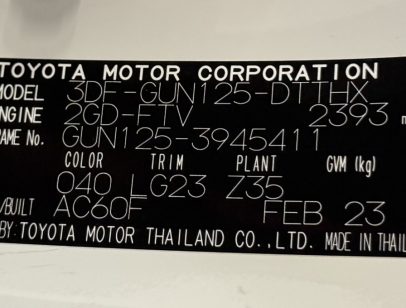 TOYOTA MOTOR CORPORATION
MODEL 3DF-GUN125-DTTHX
ENGINE 2GD-FTV 2393 m
AME No. GUN125-3945411
COLOR TRIM PLANT GVM (kg)
040 LG23 Z35
/BUILT AC60F FEB 23
BY: TOYOTA MOTOR THAILAND CO.,LTD. MADE IN THAIL